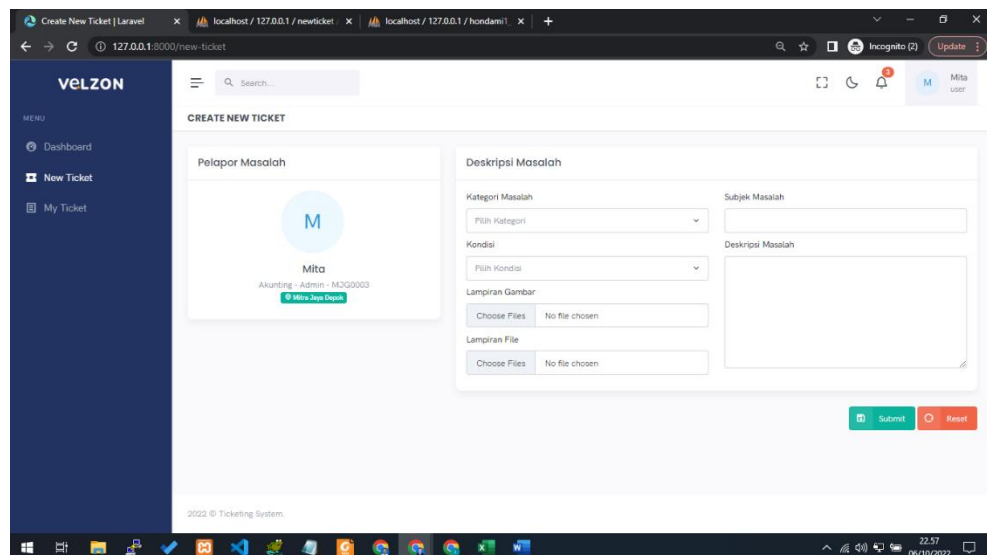 Create New Ticket | Laravel
localhost / 127.0.0.1 / newticket /
localhost / 127.0.0.1 / hondami1_
127.0.0.1:8000/new-ticket
Incognito (2)
Update
VELZON
Search...
3
M
Mita
user
MENU
CREATE NEW TICKET
Dashboard
New Ticket
My Ticket
Pelapor Masalah
M
Mita
Akunting - Admin - MJG0003
Mitra Jaya Depok
Deskripsi Masalah
Kategori Masalah
Pilih Kategori
Kondisi
Pilih Kondisi
Lampiran Gambar
Choose Files No file chosen
Lampiran File
Choose Files No file chosen
Subjek Masalah
Deskripsi Masalah
Submit
Reset
2022 © Ticketing System.
22.57
06/10/2022